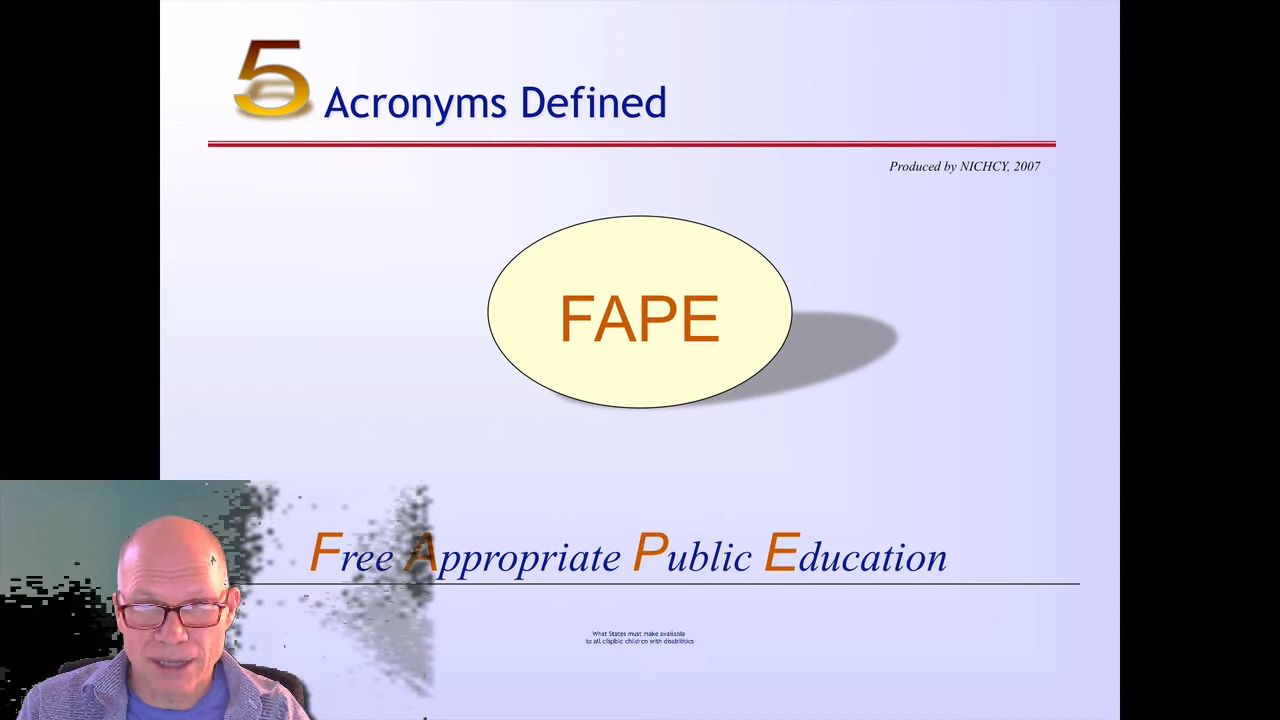 5 Acronyms Defined
Produced by NICHCY, 2007
FAPE
Free Appropriate Public Education
What States must make available
to all eligible children with disabilities